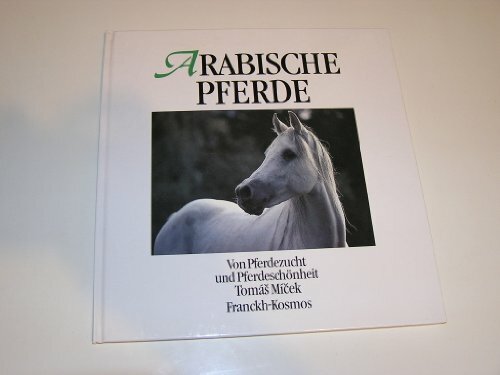 ARABISCHE
PFERDE
Von Pferdezucht
und Pferdeschönheit
Tomáš Míček
Franckh-Kosmos